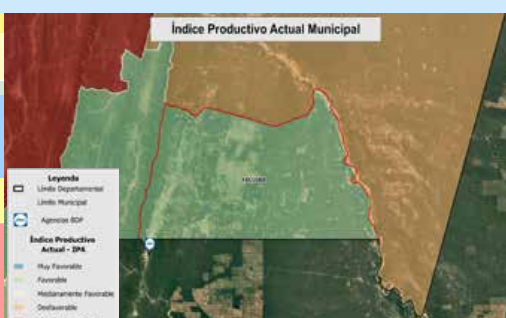 Índice Productivo Actual Municipal
YACUIBA
Leyenda
Límite Departamental
Límite Municipal
Agencias BDP
Índice Productivo
Actual - IPA
Muy Favorable
Favorable
Medianamente Favorable
Desfavorable